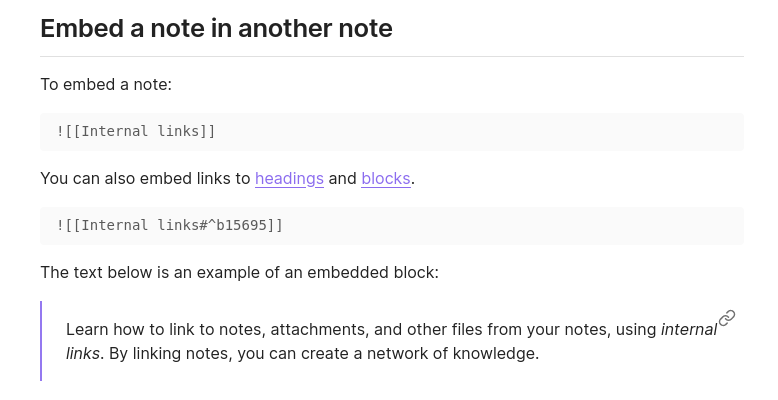 Embed a note in another note
To embed a note:
![[Internal links]]
You can also embed links to headings and blocks.
![[Internal links#^b15695]]
The text below is an example of an embedded block:
Learn how to link to notes, attachments, and other files from your notes, using internal
links. By linking notes, you can create a network of knowledge.